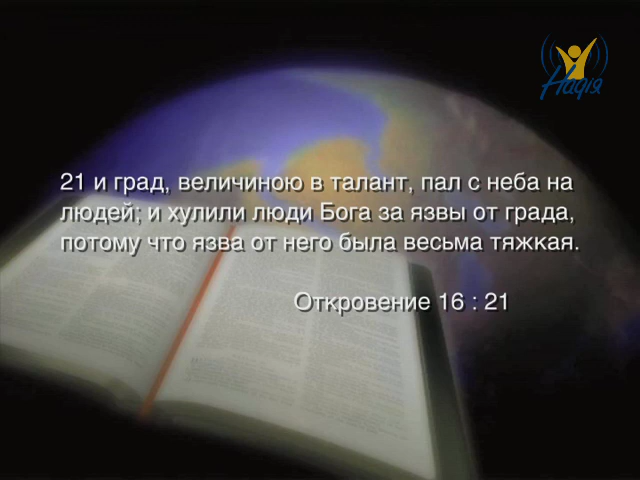 Надія
21 и град, величиною в талант, пал с неба на
людей; и хулили люди Бога за язвы от града,
потому что язва от него была весьма тяжкая.
Откровение 16 : 21